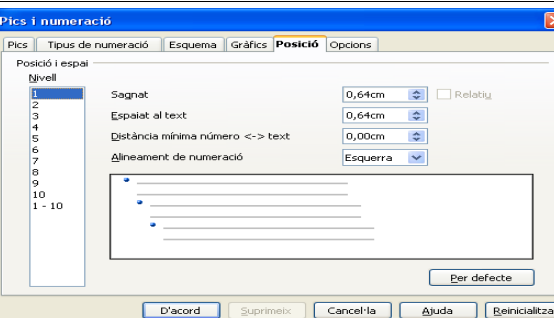 Pics i numeració
Pics Tipus de numeració Esquema Gràfics Posició Opcions
Posició i espai
Nivell
1
2
3
4
5
6
7
8
9
10
1 - 10
Sagnat 0,64cm Relatiu
Espaiat al text 0,64cm
Distància mínima número <-> text 0,00cm
Alineament de numeració Esquerra
Per defecte
D'acord Suprimeix Cancel·la Ajuda Reinicialitza